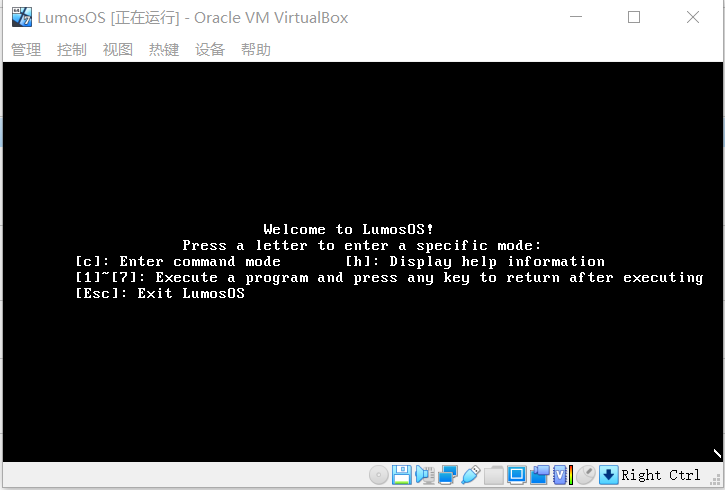 LumosOS [正在运行] - Oracle VM VirtualBox
管理 控制 视图 热键 设备 帮助
Welcome to LumosOS!
Press a letter to enter a specific mode:
[c]: Enter command mode [h]: Display help information
[1]~[7]: Execute a program and press any key to return after executing
[Esc]: Exit LumosOS
\
Right Ctrl